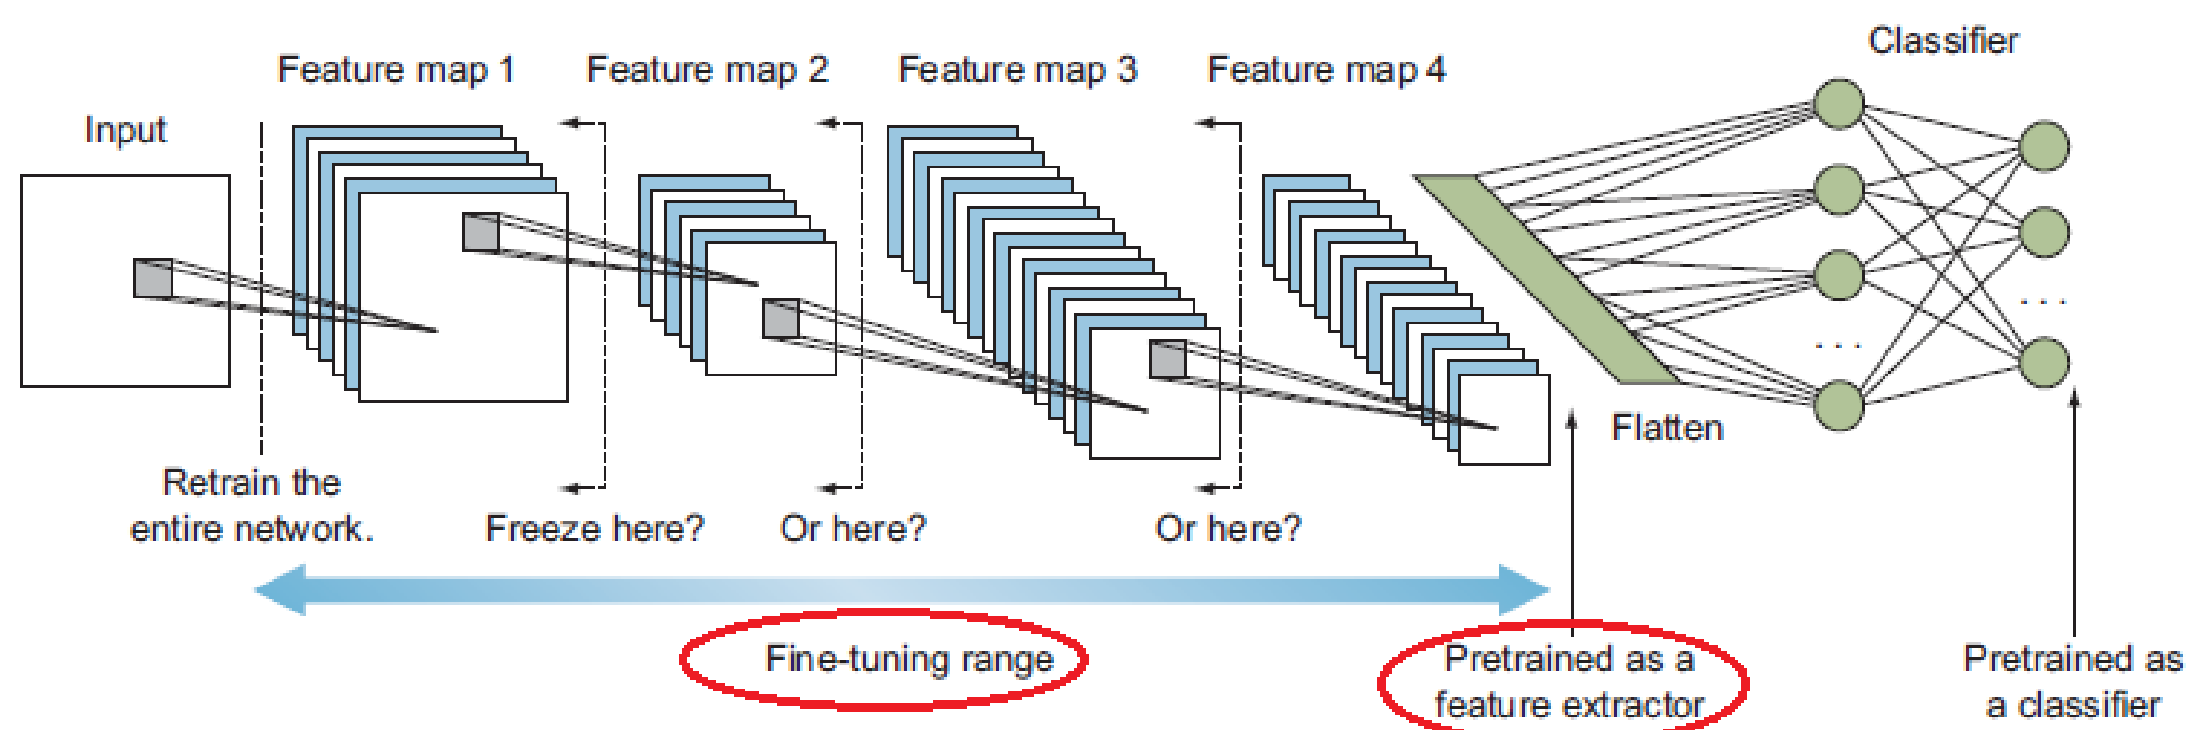 Classifier
Feature map 1
Feature map 2
Feature map 3
Feature map 4
Input
. . .
. . .
Flatten
Retrain the
entire network.
Freeze here?
Or here?
Or here?
Fine-tuning range
Pretrained as a
feature extractor
Pretrained as
a classifier